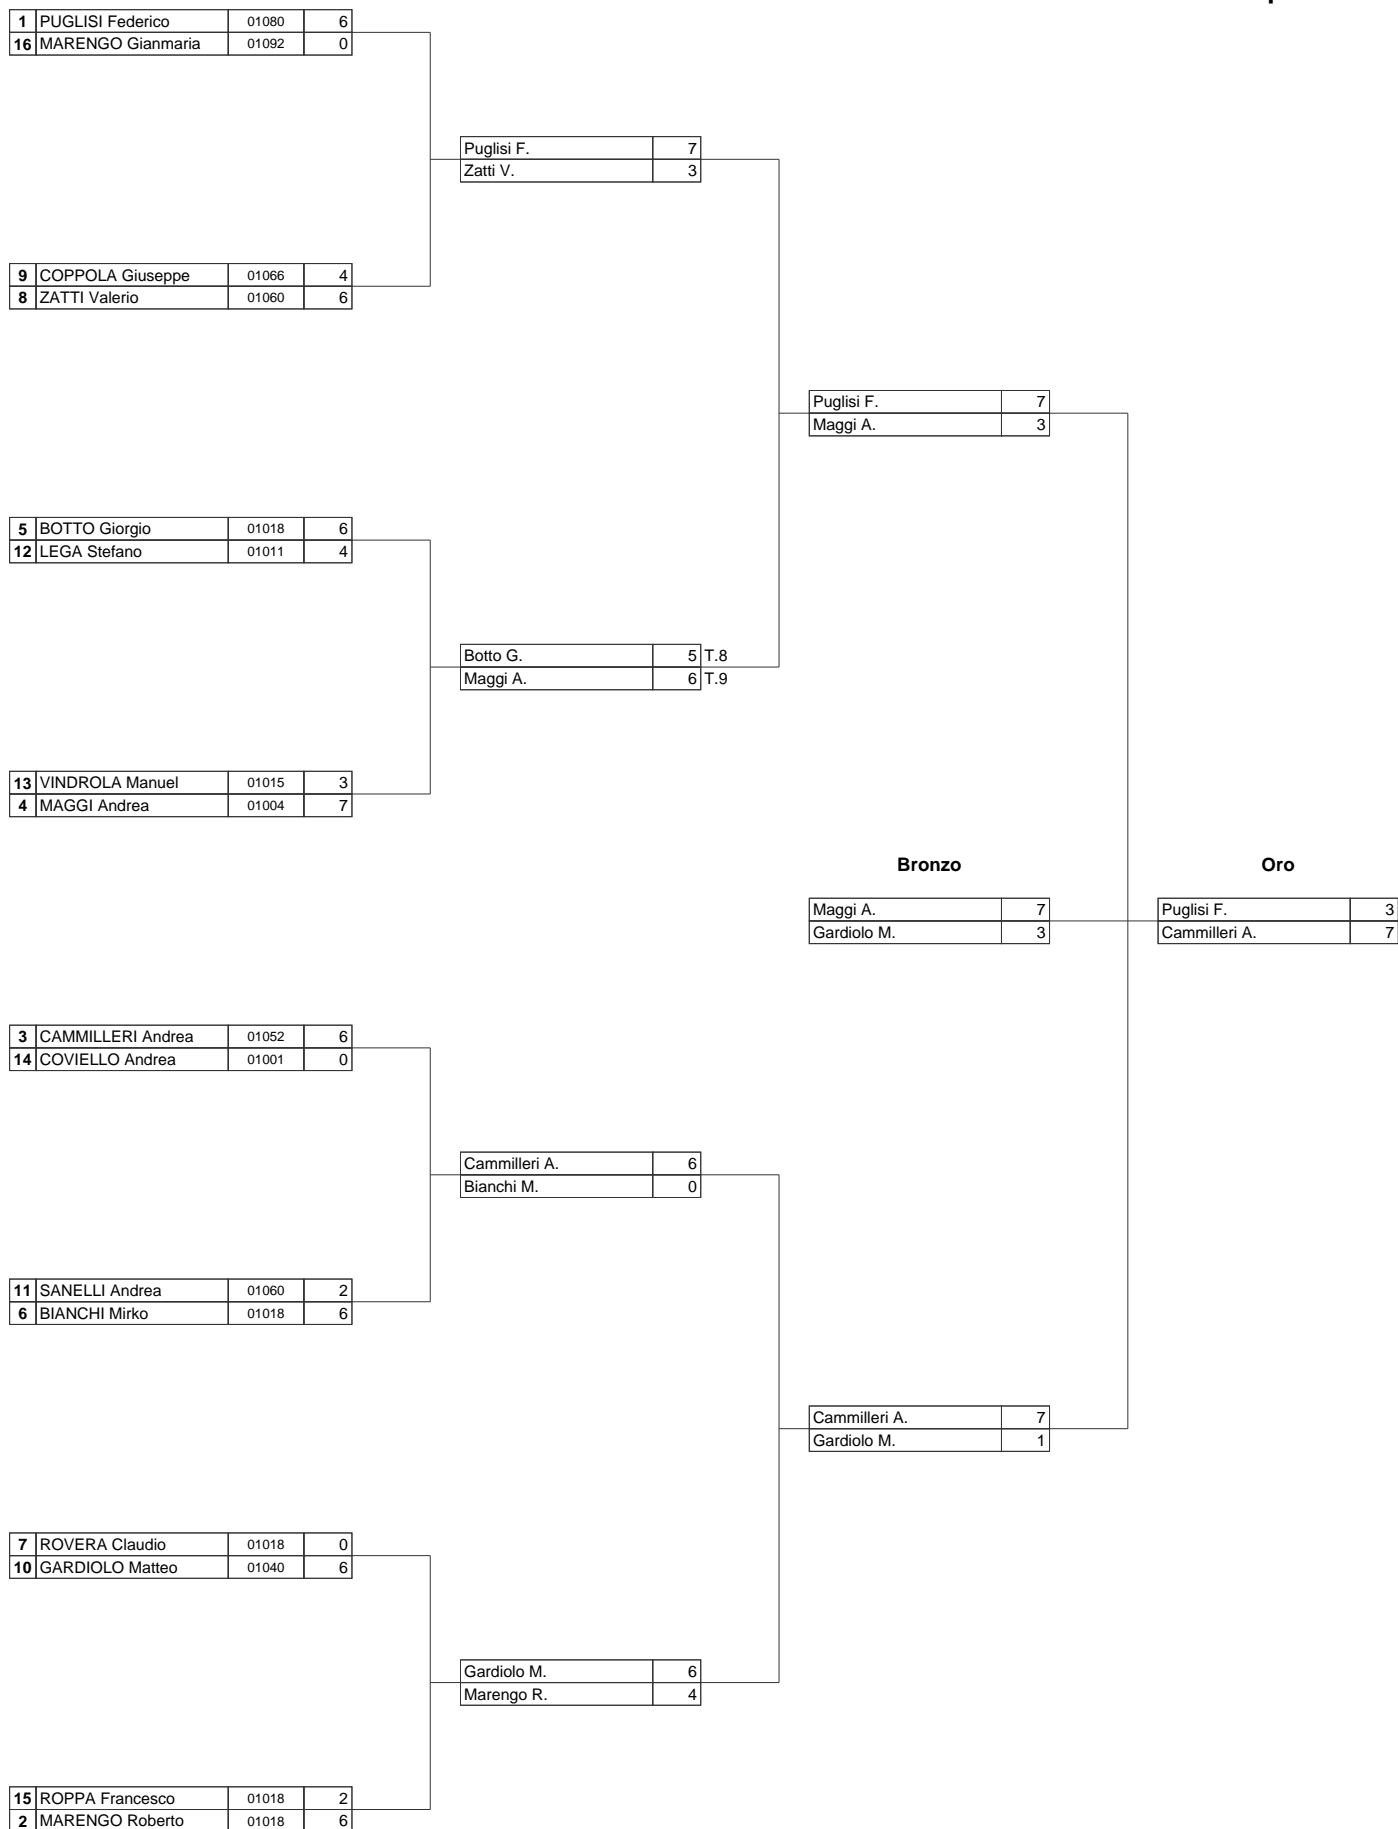 1 PUGLISI Federico 01080 6
16 MARENGO Gianmaria 01092 0
Puglisi F. 7
Zatti V. 3
9 COPPOLA Giuseppe 01066 4
8 ZATTI Valerio 01060 6
Puglisi F. 7
Maggi A. 3
5 BOTTO Giorgio 01018 6
12 LEGA Stefano 01011 4
Botto G. 5 T.8
Maggi A. 6 T.9
13 VINDROLA Manuel 01015 3
4 MAGGI Andrea 01004 7
Bronzo Oro
Maggi A. 7 Puglisi F. 3
Gardiolo M. 3 Cammilleri A. 7
3 CAMMILLERI Andrea 01052 6
14 COVIELLO Andrea 01001 0
Cammilleri A. 6
Bianchi M. 0
11 SANELLI Andrea 01060 2
6 BIANCHI Mirko 01018 6
Cammilleri A. 7
Gardiolo M. 1
7 ROVERA Claudio 01018 0
10 GARDIOLO Matteo 01040 6
Gardiolo M. 6
Marengo R. 4
15 ROPPA Francesco 01018 2
2 MARENGO Roberto 01018 6